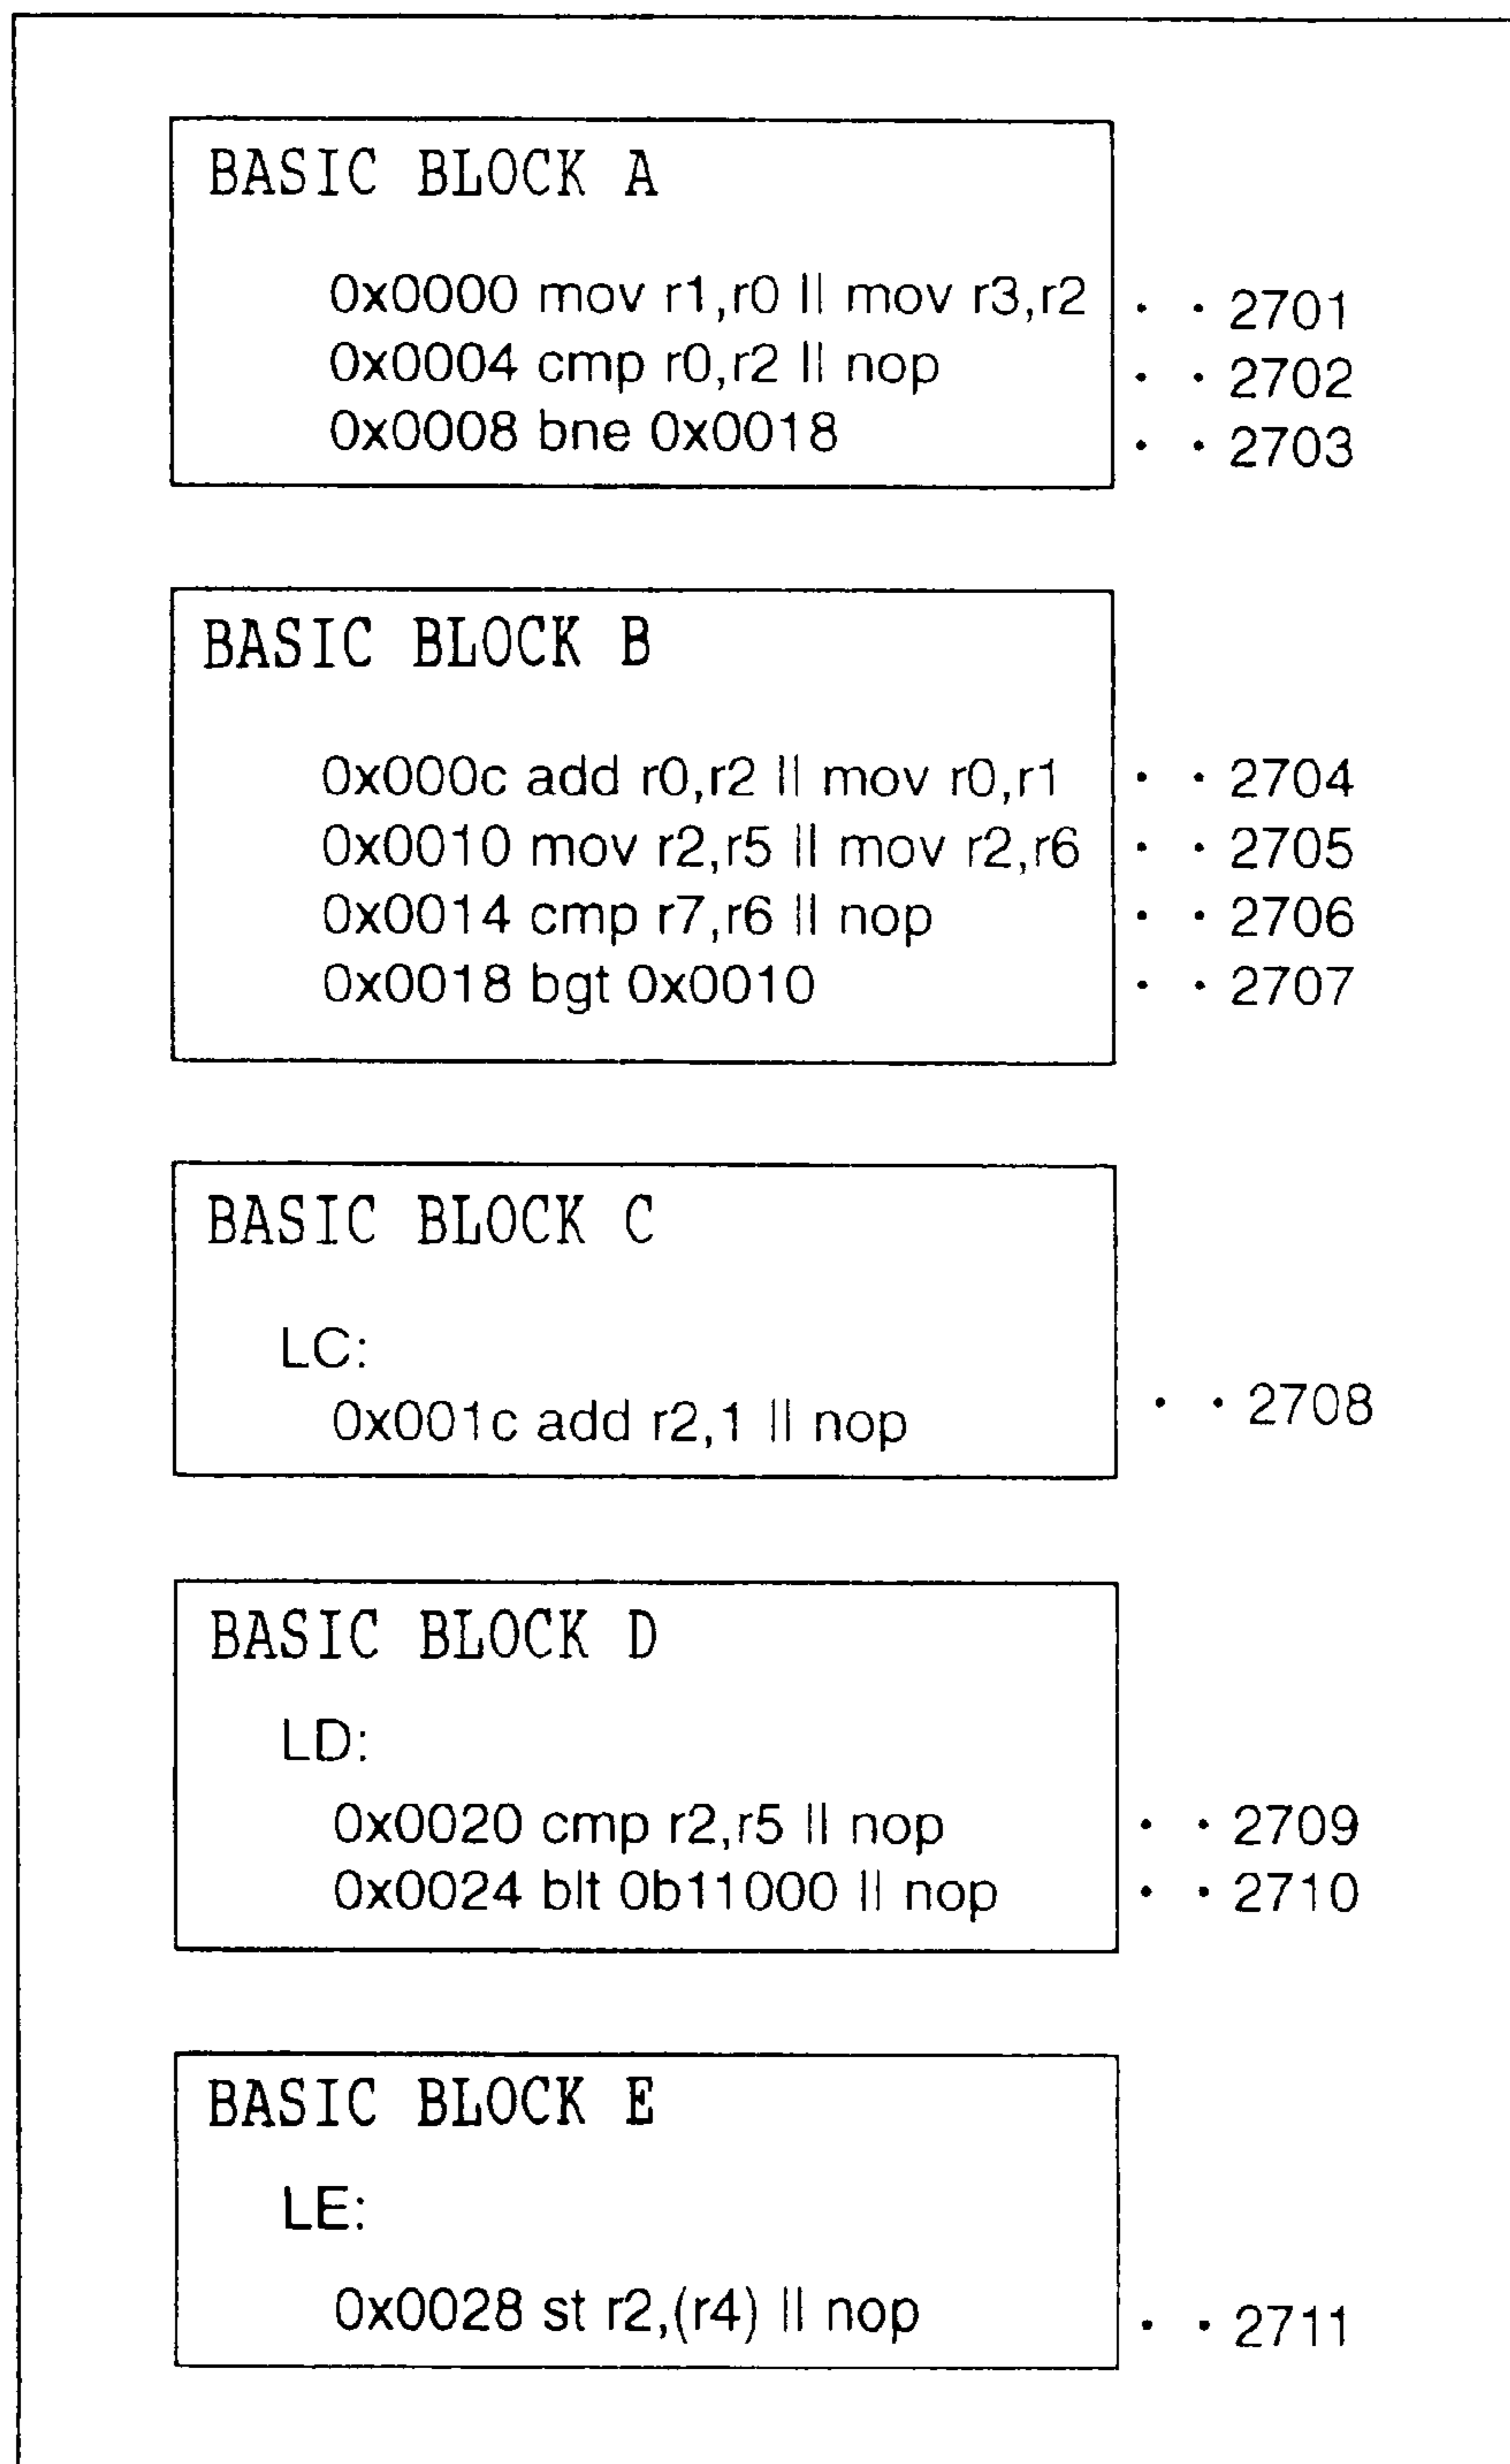 BASIC BLOCK A
0x0000 mov r1,r0 || mov r3,r2 · · 2701
0x0004 cmp r0,r2 || nop · · 2702
0x0008 bne 0x0018 · · 2703
BASIC BLOCK B
0x000c add r0,r2 || mov r0,r1 · · 2704
0x0010 mov r2,r5 || mov r2,r6 · · 2705
0x0014 cmp r7,r6 || nop · · 2706
0x0018 bgt 0x0010 · · 2707
BASIC BLOCK C
LC:
0x001c add r2,1 || nop · · 2708
BASIC BLOCK D
LD:
0x0020 cmp r2,r5 || nop · · 2709
0x0024 blt 0b11000 || nop · · 2710
BASIC BLOCK E
LE:
0x0028 st r2,(r4) || nop · · 2711